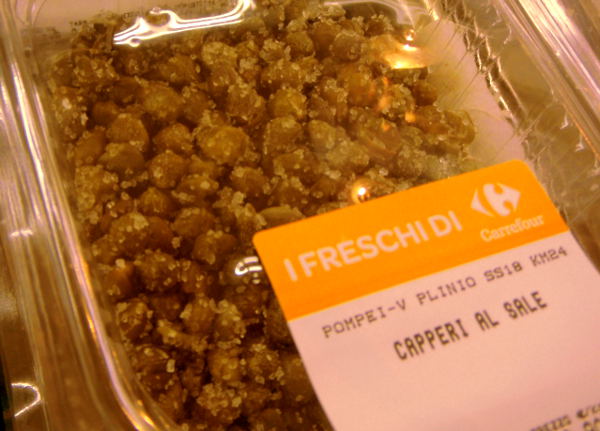 I FRESCHI DI
Carrefour
POMPEI-V PLINIO SS18 KM24
CAPPERI AL SALE